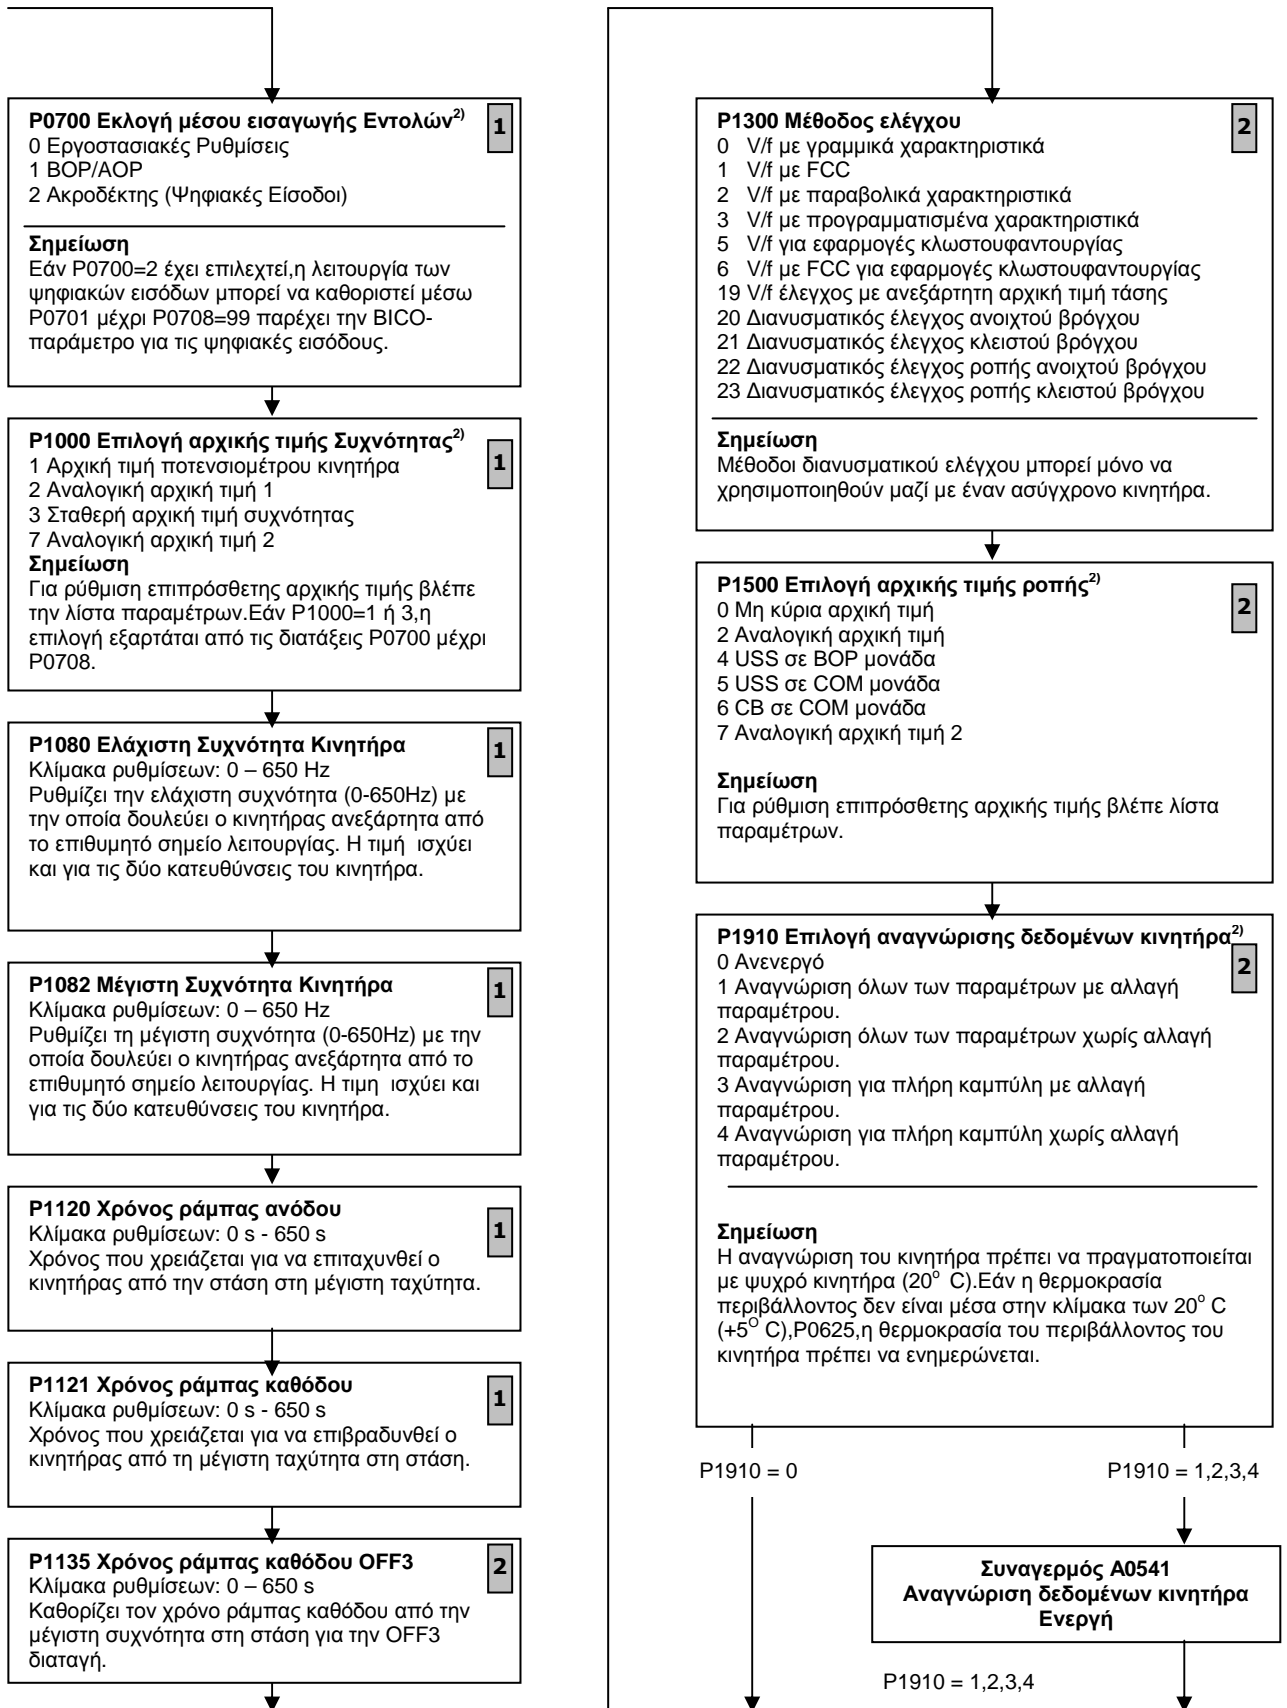 P0700 Εκλογή μέσου εισαγωγής Εντολών2)
1
0 Εργοστασιακές Ρυθμίσεις
1 BOP/AOP
2 Ακροδέκτης (Ψηφιακές Είσοδοι)
Σημείωση
Εάν P0700=2 έχει επιλεχτεί,η λειτουργία των
ψηφιακών εισόδων μπορεί να καθοριστεί μέσω
P0701 μέχρι P0708=99 παρέχει την BICO-
παράμετρο για τις ψηφιακές εισόδους.
P1000 Επιλογή αρχικής τιμής Συχνότητας2)
1
1 Αρχική τιμή ποτενσιομέτρου κινητήρα
2 Αναλογική αρχική τιμή 1
3 Σταθερή αρχική τιμή συχνότητας
7 Αναλογική αρχική τιμή 2
Σημείωση
Για ρύθμιση επιπρόσθετης αρχικής τιμής βλέπε
την λίστα παραμέτρων.Εάν P1000=1 ή 3,η
επιλογή εξαρτάται από τις διατάξεις P0700 μέχρι
P0708.
P1080 Ελάχιστη Συχνότητα Κινητήρα
1
Κλίμακα ρυθμίσεων: 0 – 650 Hz
Ρυθμίζει την ελάχιστη συχνότητα (0-650Hz) με
την οποία δουλεύει ο κινητήρας ανεξάρτητα από
το επιθυμητό σημείο λειτουργίας. Η τιμή  ισχύει
και για τις δύο κατευθύνσεις του κινητήρα.
P1082 Μέγιστη Συχνότητα Κινητήρα
1
Κλίμακα ρυθμίσεων: 0 – 650 Hz
Ρυθμίζει τη μέγιστη συχνότητα (0-650Hz) με την
οποία δουλεύει ο κινητήρας ανεξάρτητα από το
επιθυμητό σημείο λειτουργίας. Η τιμη  ισχύει και
για τις δύο κατευθύνσεις του κινητήρα.
P1120 Χρόνος ράμπας ανόδου
1
Κλίμακα ρυθμίσεων: 0 s - 650 s
Χρόνος που χρειάζεται για να επιταχυνθεί ο
κινητήρας από την στάση στη μέγιστη ταχύτητα.
P1121 Χρόνος ράμπας καθόδου
1
Κλίμακα ρυθμίσεων: 0 s - 650 s
Χρόνος που χρειάζεται για να επιβραδυνθεί ο
κινητήρας από τη μέγιστη ταχύτητα στη στάση.
P1135 Χρόνος ράμπας καθόδου OFF3
2
Κλίμακα ρυθμίσεων: 0 – 650 s
Καθορίζει τον χρόνο ράμπας καθόδου από την
μέγιστη συχνότητα στη στάση για την OFF3
διαταγή.
P1300 Μέθοδος ελέγχου
2
0 V/f με γραμμικά χαρακτηριστικά
1 V/f με FCC
2 V/f με παραβολικά χαρακτηριστικά
3 V/f με προγραμματισμένα χαρακτηριστικά
5 V/f για εφαρμογές κλωστουφαντουργίας
6 V/f με FCC για εφαρμογές κλωστουφαντουργίας
19 V/f έλεγχος με ανεξάρτητη αρχική τιμή τάσης
20 Διανυσματικός έλεγχος ανοιχτού βρόγχου
21 Διανυσματικός έλεγχος κλειστού βρόγχου
22 Διανυσματικός έλεγχος ροπής ανοιχτού βρόγχου
23 Διανυσματικός έλεγχος ροπής κλειστού βρόγχου
Σημείωση
Μέθοδοι διανυσματικού ελέγχου μπορεί μόνο να
χρησιμοποιηθούν μαζί με έναν ασύγχρονο κινητήρα.
P1500 Επιλογή αρχικής τιμής ροπής2)
2
0 Μη κύρια αρχική τιμή
2 Αναλογική αρχική τιμή
4 USS σε BOP μονάδα
5 USS σε COM μονάδα
6 CB σε COM μονάδα
7 Αναλογική αρχική τιμή 2
Σημείωση
Για ρύθμιση επιπρόσθετης αρχικής τιμής βλέπε λίστα
παραμέτρων.
P1910 Επιλογή αναγνώρισης δεδομένων κινητήρα2)
2
0 Ανενεργό
1 Αναγνώριση όλων των παραμέτρων με αλλαγή
παραμέτρου.
2 Αναγνώριση όλων των παραμέτρων χωρίς αλλαγή
παραμέτρου.
3 Αναγνώριση για πλήρη καμπύλη με αλλαγή
παραμέτρου.
4 Αναγνώριση για πλήρη καμπύλη χωρίς αλλαγή
παραμέτρου.
Σημείωση
Η αναγνώριση του κινητήρα πρέπει να πραγματοποιείται
με ψυχρό κινητήρα (20o C).Εάν η θερμοκρασία
περιβάλλοντος δεν είναι μέσα στην κλίμακα των 20o C
(+5O C),P0625,η θερμοκρασία του περιβάλλοντος του
κινητήρα πρέπει να ενημερώνεται.
P1910 = 0
P1910 = 1,2,3,4
Συναγερμός A0541
Αναγνώριση δεδομένων κινητήρα
Ενεργή
P1910 = 1,2,3,4